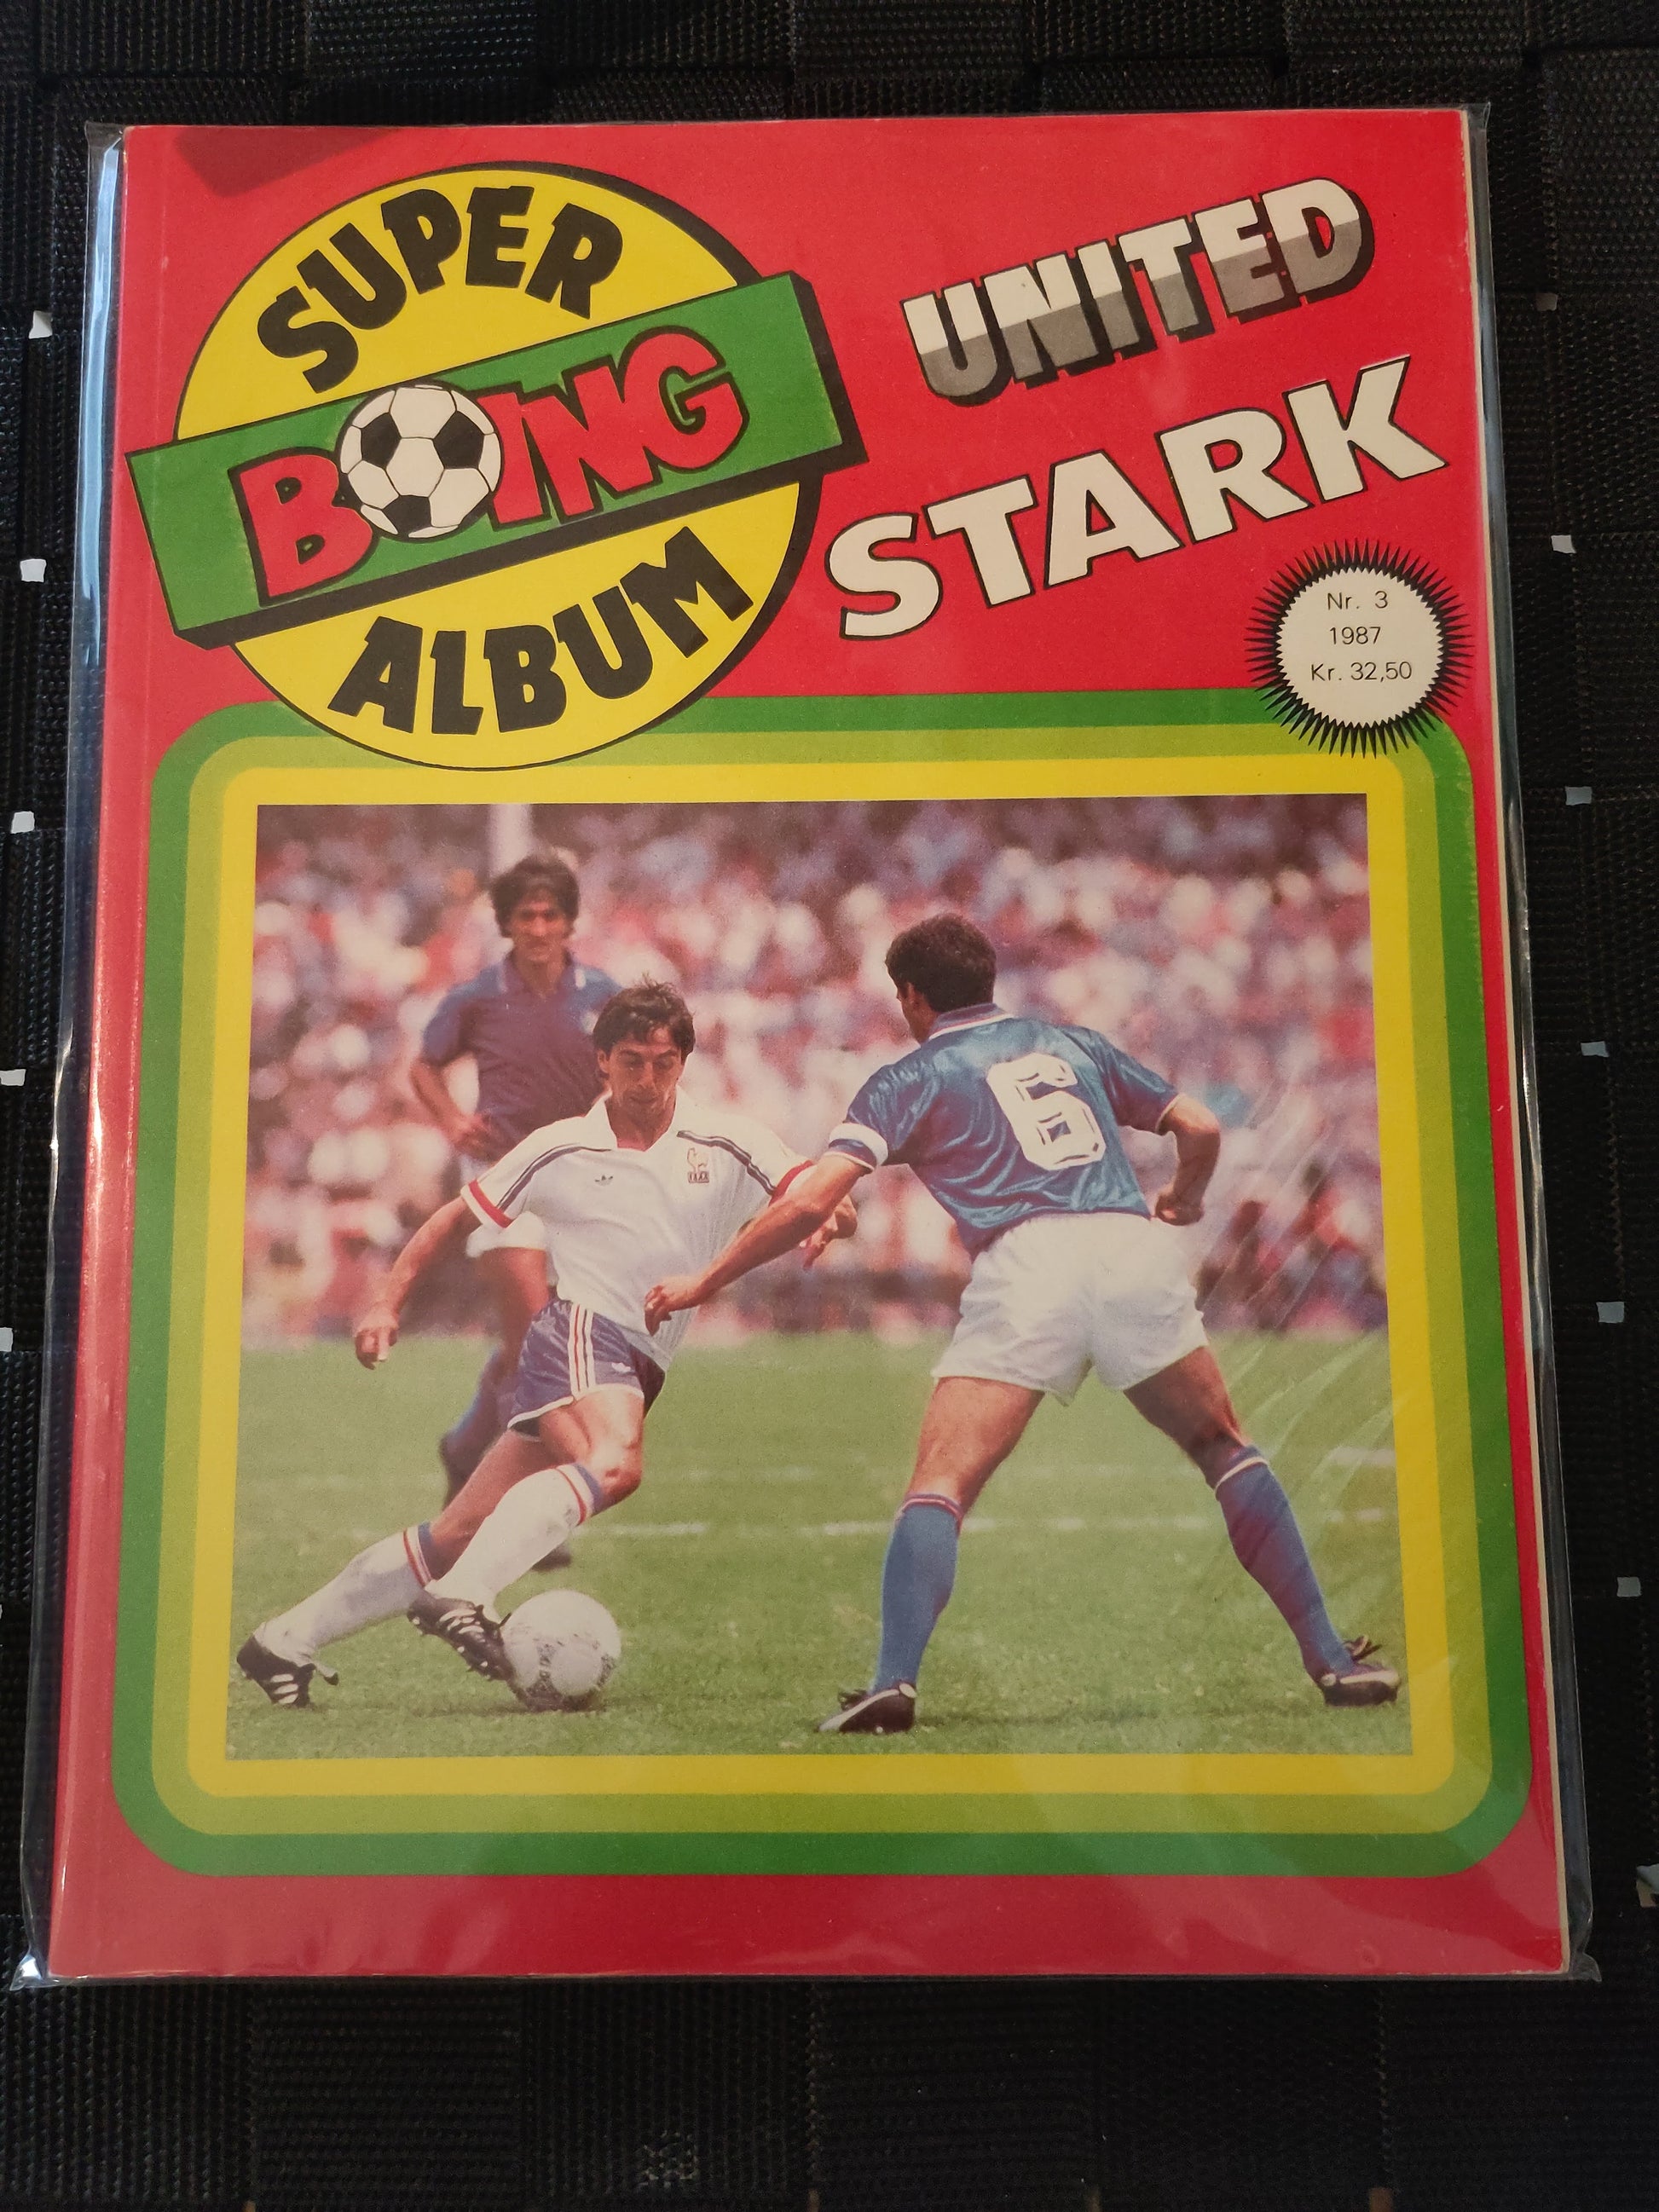 SUPER
BOING
ALBUM
UNITED
STARK
Nr. 3
1987
Kr. 32,50
6